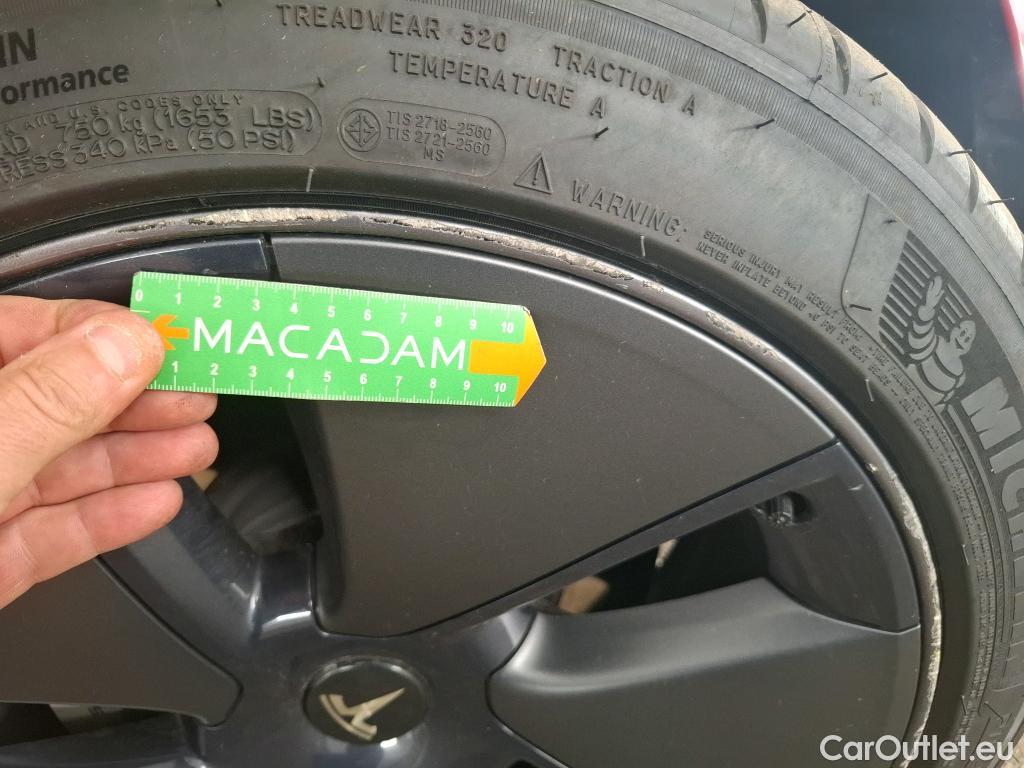 TREADWEAR 320 TRACTION A
TEMPERATURE A
ormance
AND U.S. CODES ONLY
AD 750 kg (1653 LBS)
PRESS 340 kPa (50 PSI)
TIS 2718-2560
TIS 2721-2560
MS
WARNING:
SERIOUS INJURY MAY RESULT FROM:
NEVER INFLATE BEYOND
0 1 2 3 4 5 6 7 8 9 10
MACADAM
1 2 3 4 5 6 7 8 9 10
CarOutlet.eu